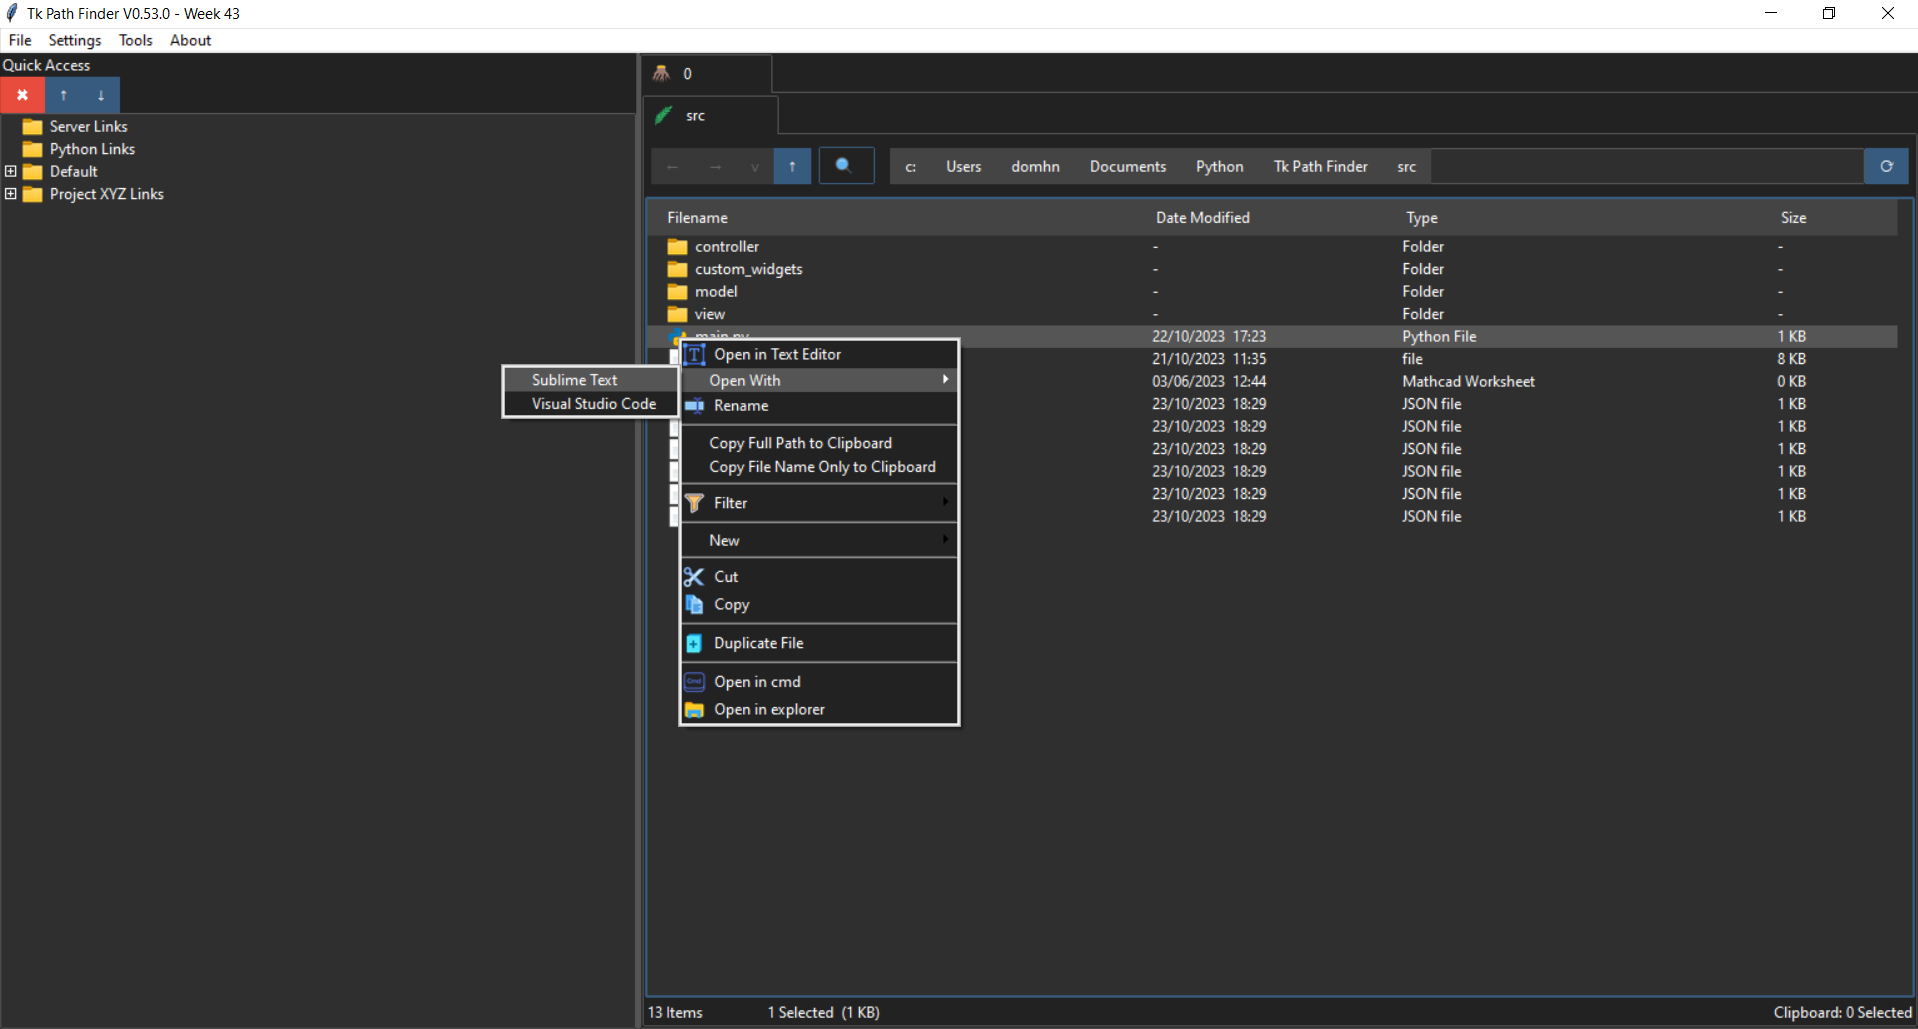 Tk Path Finder V0.53.0 - Week 43
File Settings Tools About
Quick Access
Server Links
Python Links
Default
Project XYZ Links
0
src
c: Users domhn Documents Python Tk Path Finder src
Filename Date Modified Type Size
controller - Folder -
custom_widgets - Folder -
model - Folder -
view - Folder -
main.py 22/10/2023 17:23 Python File 1 KB
21/10/2023 11:35 file 8 KB
03/06/2023 12:44 Mathcad Worksheet 0 KB
23/10/2023 18:29 JSON file 1 KB
23/10/2023 18:29 JSON file 1 KB
23/10/2023 18:29 JSON file 1 KB
23/10/2023 18:29 JSON file 1 KB
23/10/2023 18:29 JSON file 1 KB
23/10/2023 18:29 JSON file 1 KB
Open in Text Editor
Open With
Rename
Copy Full Path to Clipboard
Copy File Name Only to Clipboard
Filter
New
Cut
Copy
Duplicate File
Open in cmd
Open in explorer
Sublime Text
Visual Studio Code
13 Items 1 Selected (1 KB) Clipboard: 0 Selected